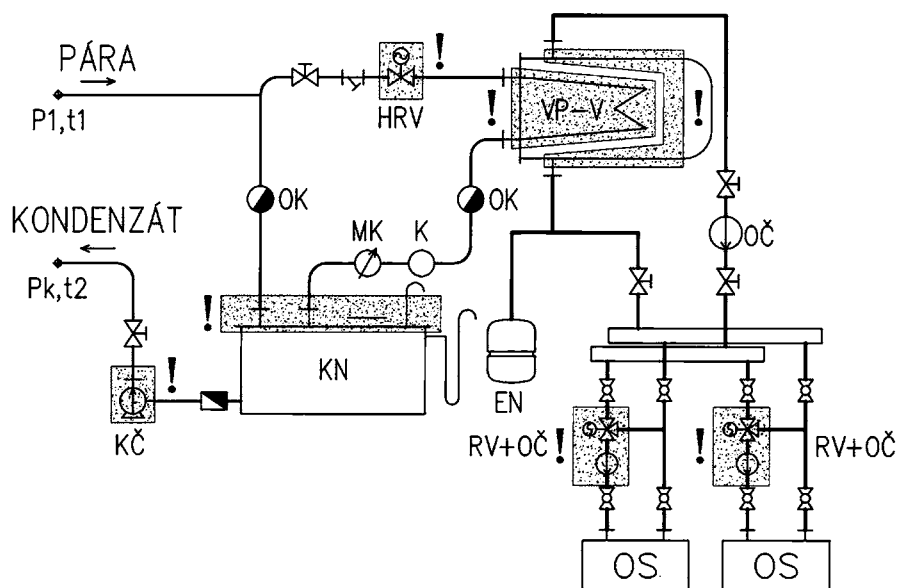 PÁRA
P1,t1
HRV
!
!
VP-V
!
OK
OK
KONDENZÁT
Pk,t2
MK
K
OČ
!
KN
!
KČ
EN
RV+OČ
!
!
RV+OČ
OS
OS